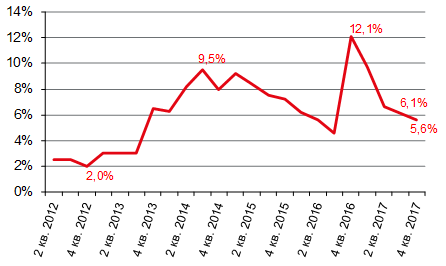 14%
12%
10%
8%
6%
4%
2%
0%
2,0%
9,5%
12,1%
6,1%
5,6%
2 кв. 2012
4 кв. 2012
2 кв. 2013
4 кв. 2013
2 кв. 2014
4 кв. 2014
2 кв. 2015
4 кв. 2015
2 кв. 2016
4 кв. 2016
2 кв. 2017
4 кв. 2017